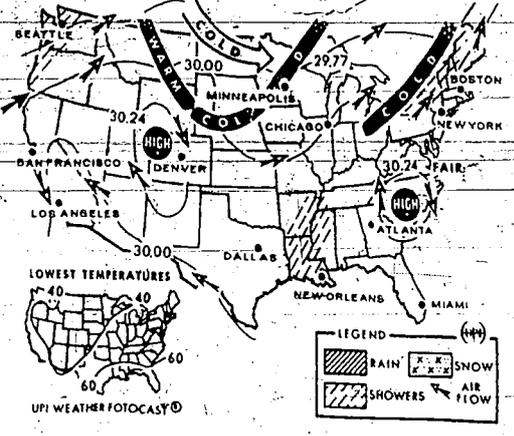 SEATTLE
WARM
COLD
COLD
30.00
29.77
COLD
MINNEAPOLIS
BOSTON
30.24
CHICAGO
NEW YORK
HIGH
SAN FRANCISCO
DENVER
30.24
FAIR
HIGH
LOS ANGELES
ATLANTA
30.00
DALLAS
LOWEST TEMPERATURES
NEW ORLEANS
MIAMI
40
40
60
60
LEGEND
RAIN
SNOW
SHOWERS
AIR
FLOW
UPI WEATHER FOTOCAST